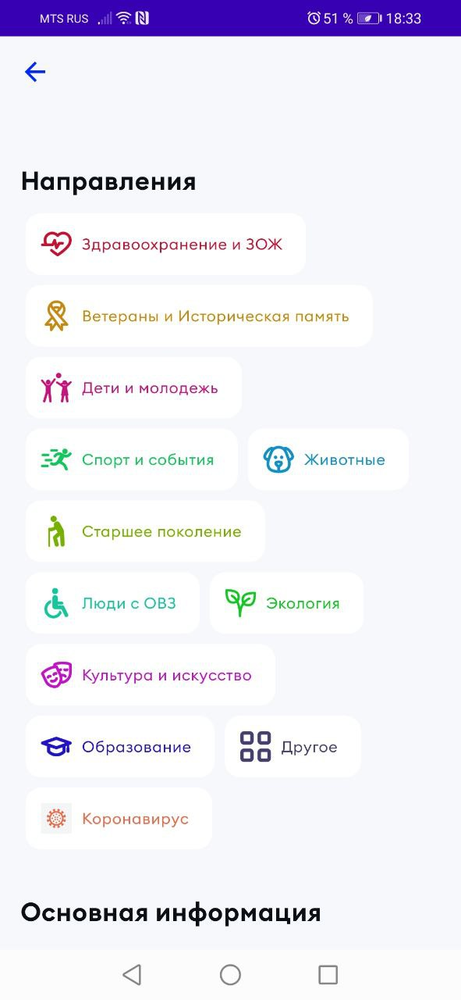 MTS RUS 51 % 18:33
Направления
Здравоохранение и ЗОЖ
Ветераны и Историческая память
Дети и молодежь
Спорт и события Животные
Старшее поколение
Люди с ОВЗ Экология
Культура и искусство
Образование Другое
Коронавирус
Основная информация